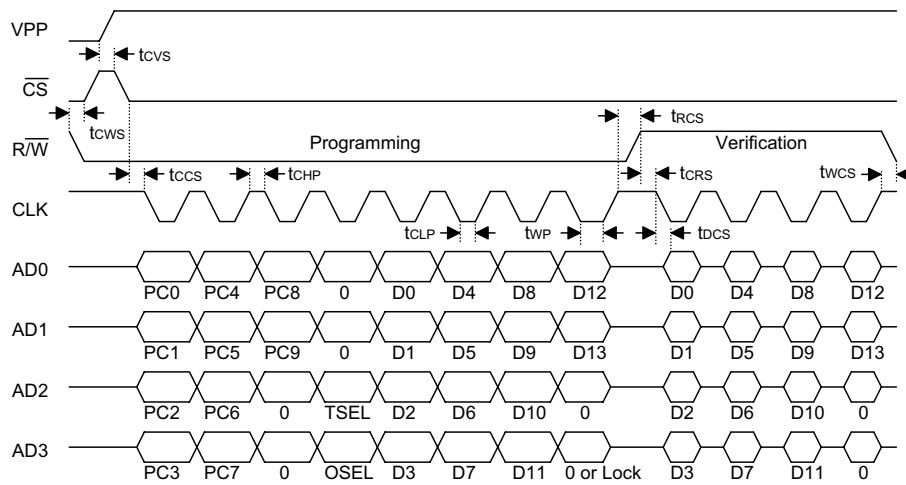 VPP
tCVS
CS
tCWS
tRCS
R/W
Programming
Verification
tCCS
tCHP
tCRS
tWCS
CLK
tCLP
tWP
tDCS
AD0
PC0 PC4 PC8 0 D0 D4 D8 D12 D0 D4 D8 D12
AD1
PC1 PC5 PC9 0 D1 D5 D9 D13 D1 D5 D9 D13
AD2
PC2 PC6 0 TSEL D2 D6 D10 0 D2 D6 D10 0
AD3
PC3 PC7 0 OSEL D3 D7 D11 0 or Lock D3 D7 D11 0